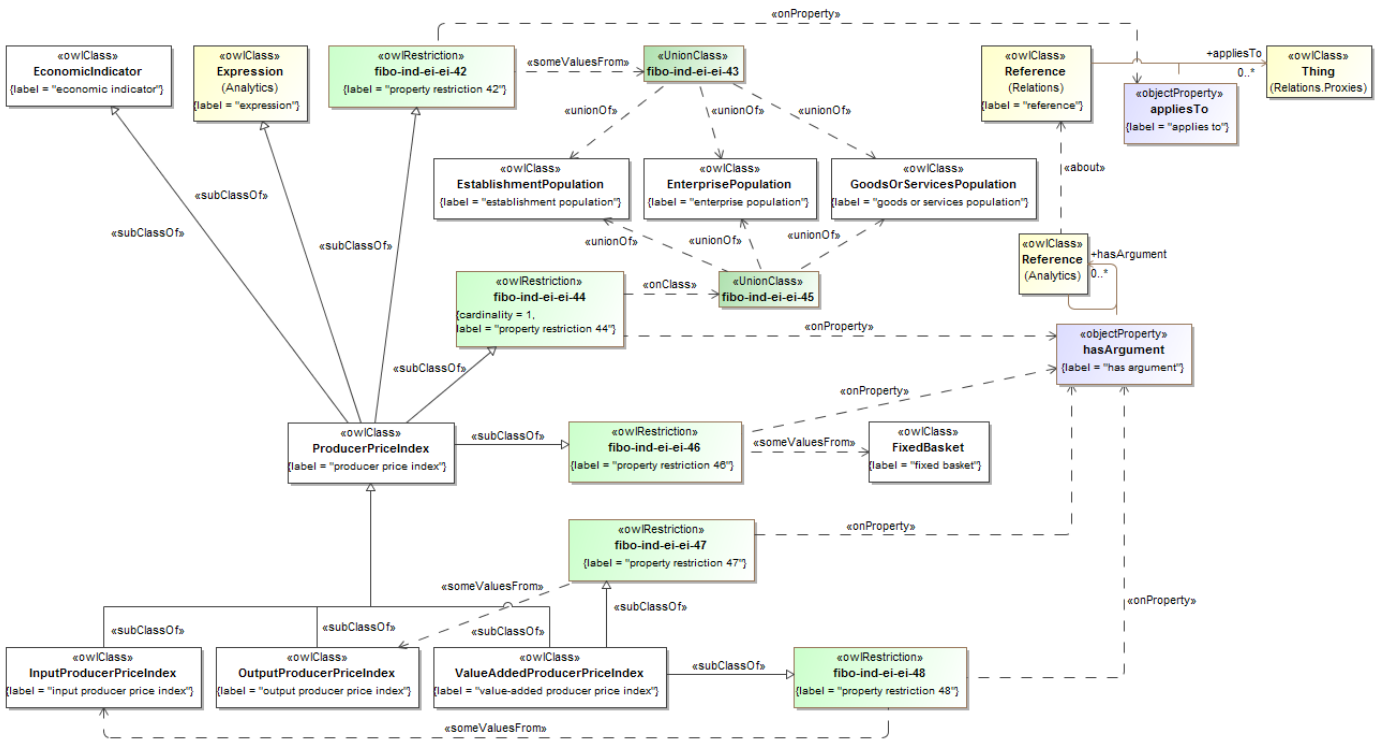 «onProperty»
«owlClass»
EconomicIndicator
{label = "economic indicator"}
«owlClass»
Expression
(Analytics)
{label = "expression"}
«owlRestriction»
fibo-ind-ei-ei-42
{label = "property restriction 42"}
«someValuesFrom»
«UnionClass»
fibo-ind-ei-ei-43
«owlClass»
Reference
(Relations)
{label = "reference"}
+appliesTo
0..*
«owlClass»
Thing
(Relations.Proxies)
«objectProperty»
appliesTo
{label = "applies to"}
«unionOf»
«unionOf»
«unionOf»
«about»
«owlClass»
EstablishmentPopulation
{label = "establishment population"}
«owlClass»
EnterprisePopulation
{label = "enterprise population"}
«owlClass»
GoodsOrServicesPopulation
{label = "goods or services population"}
«subClassOf»
«subClassOf»
«subClassOf»
«unionOf»
«unionOf»
«unionOf»
«owlClass»
Reference
(Analytics)
+hasArgument
0..*
«owlRestriction»
fibo-ind-ei-ei-44
{cardinality = 1,
label = "property restriction 44"}
«onClass»
«UnionClass»
fibo-ind-ei-ei-45
«onProperty»
«objectProperty»
hasArgument
{label = "has argument"}
«subClassOf»
«onProperty»
«owlClass»
ProducerPriceIndex
{label = "producer price index"}
«subClassOf»
«owlRestriction»
fibo-ind-ei-ei-46
{label = "property restriction 46"}
«someValuesFrom»
«owlClass»
FixedBasket
{label = "fixed basket"}
«owlRestriction»
fibo-ind-ei-ei-47
{label = "property restriction 47"}
«onProperty»
«someValuesFrom»
«subClassOf»
«onProperty»
«subClassOf»
«subClassOf»
«subClassOf»
«owlClass»
InputProducerPriceIndex
{label = "input producer price index"}
«owlClass»
OutputProducerPriceIndex
{label = "output producer price index"}
«owlClass»
ValueAddedProducerPriceIndex
{label = "value-added producer price index"}
«subClassOf»
«owlRestriction»
fibo-ind-ei-ei-48
{label = "property restriction 48"}
«someValuesFrom»